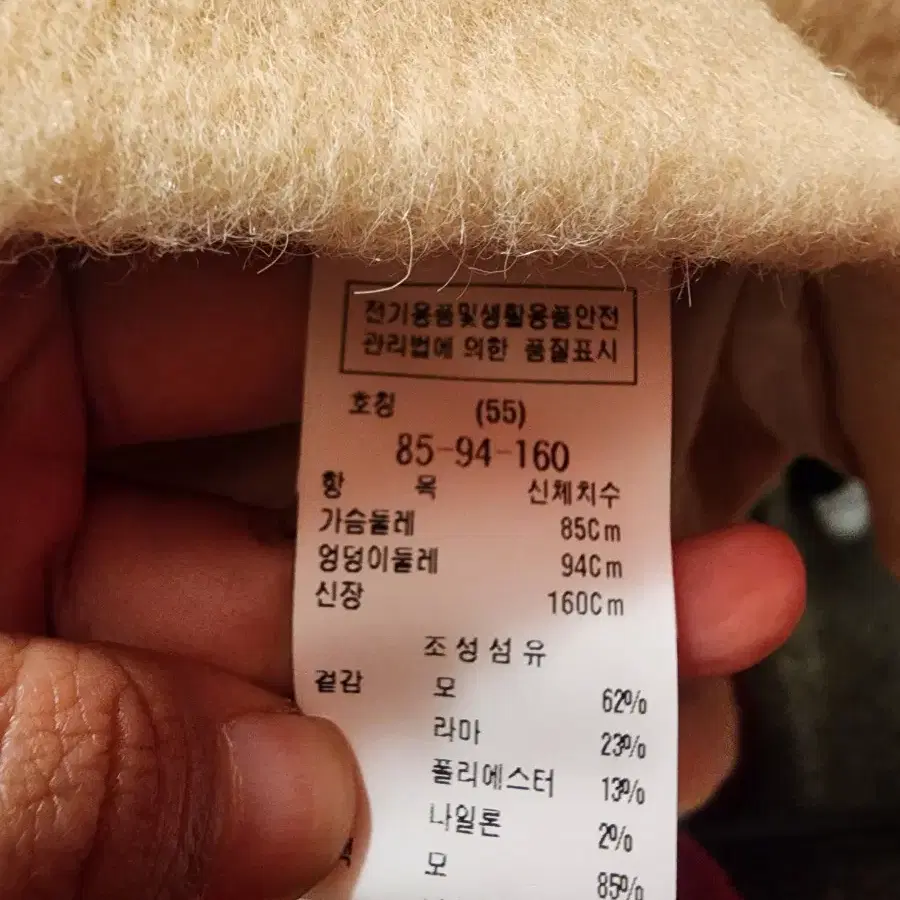 전기용품및생활용품안전
관리법에 의한 품질표시
호칭 (55)
85-94-160
항 목 신체치수
가슴둘레 85Cm
엉덩이둘레 94Cm
신장 160Cm
조성섬유
겉감 모 62%
라마 23%
폴리에스터 13%
나일론 2%
모 85%